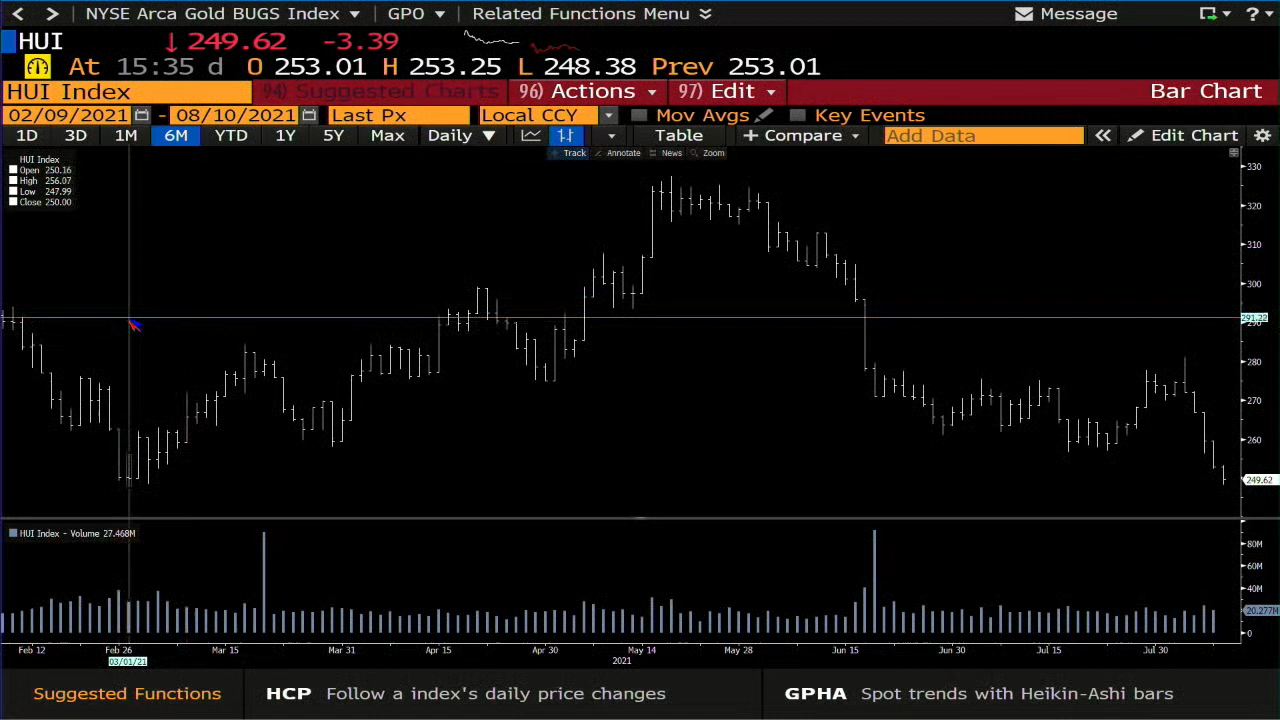 NYSE Arca Gold BUGS Index GPO Related Functions Menu Message ?
HUI ↓249.62 -3.39
At 15:35 d O 253.01 H 253.25 L 248.38 Prev 253.01
HUI Index 94) Suggested Charts 96) Actions 97) Edit Bar Chart
02/09/2021 - 08/10/2021 Last Px Local CCY Mov Avgs Key Events
1D 3D 1M 6M YTD 1Y 5Y Max Daily ▼ Table + Compare Add Data « Edit Chart
Track Annotate News Zoom
HUI Index
Open 250.16
High 256.07
Low 247.99
Close 250.00
330
320
310
300
291.22
290
280
270
260
249.62
HUI Index - Volume 27.468M
80M
60M
40M
20.277M
0
Feb 12 Feb 26 Mar 15 Mar 31 Apr 15 Apr 30 May 14 May 28 Jun 15 Jun 30 Jul 15 Jul 30
03/01/21 2021
Suggested Functions HCP Follow a index's daily price changes GPHA Spot trends with Heikin-Ashi bars